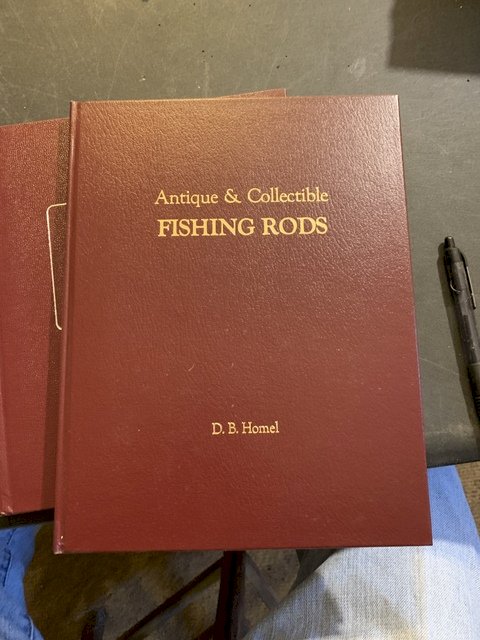 Antique & Collectible
FISHING RODS
D. B. Homel